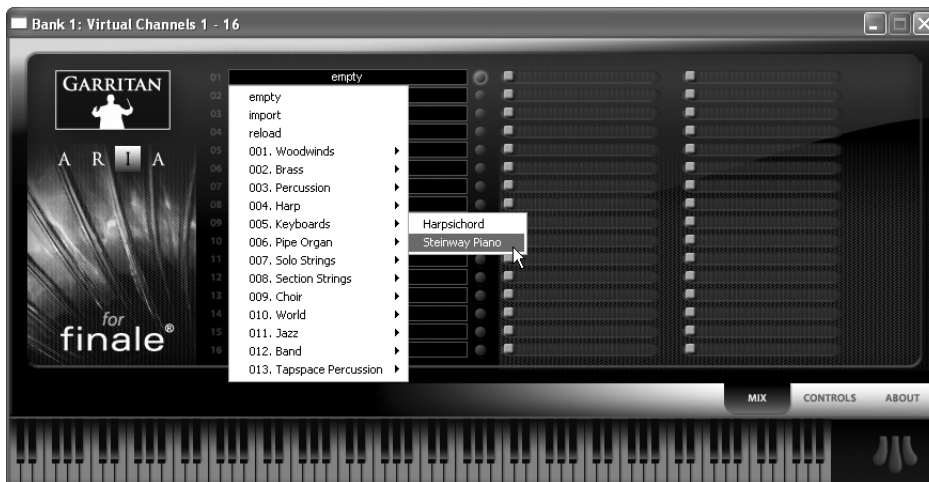 Bank 1: Virtual Channels 1 - 16
GARRITAN
A R I A
for
finale®
01 empty
02
03
04
05
06
07
08
09
10
11
12
13
14
15
16
empty
import
reload
001. Woodwinds
002. Brass
003. Percussion
004. Harp
005. Keyboards
006. Pipe Organ
007. Solo Strings
008. Section Strings
009. Choir
010. World
011. Jazz
012. Band
013. Tapspace Percussion
Harpsichord
Steinway Piano
MIX CONTROLS ABOUT